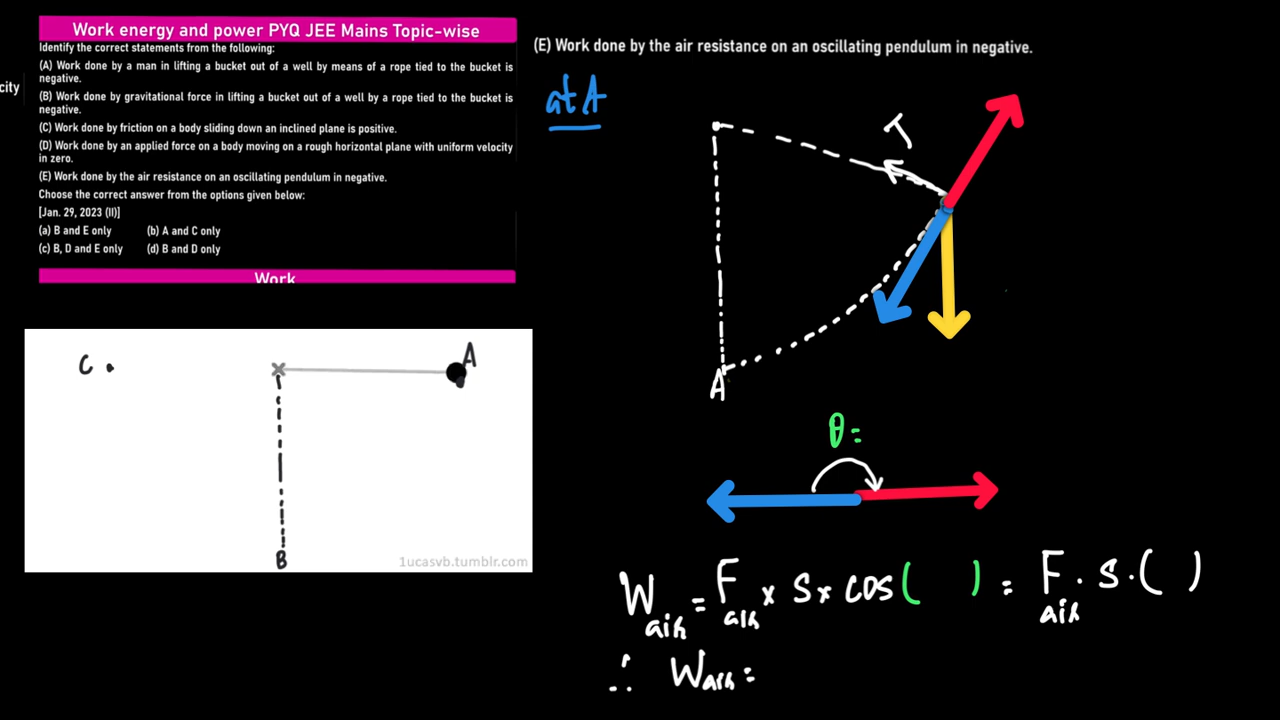 Work energy and power PYQ JEE Mains Topic-wise
Identify the correct statements from the following:
(A) Work done by a man in lifting a bucket out of a well by means of a rope tied to the bucket is
negative.
(B) Work done by gravitational force in lifting a bucket out of a well by a rope tied to the bucket is
negative.
(C) Work done by friction on a body sliding down an inclined plane is positive.
(D) Work done by an applied force on a body moving on a rough horizontal plane with uniform velocity
in zero.
(E) Work done by the air resistance on an oscillating pendulum in negative.
Choose the correct answer from the options given below:
[Jan. 29, 2023 (II)]
(a) B and E only (b) A and C only
(c) B, D and E only (d) B and D only
Work
city
C
A
B
1ucasvb.tumblr.com
(E) Work done by the air resistance on an oscillating pendulum in negative.
at A
T
A
θ=
W air = F air × s × cos( ) = F air . s . ( )
∴ W air =